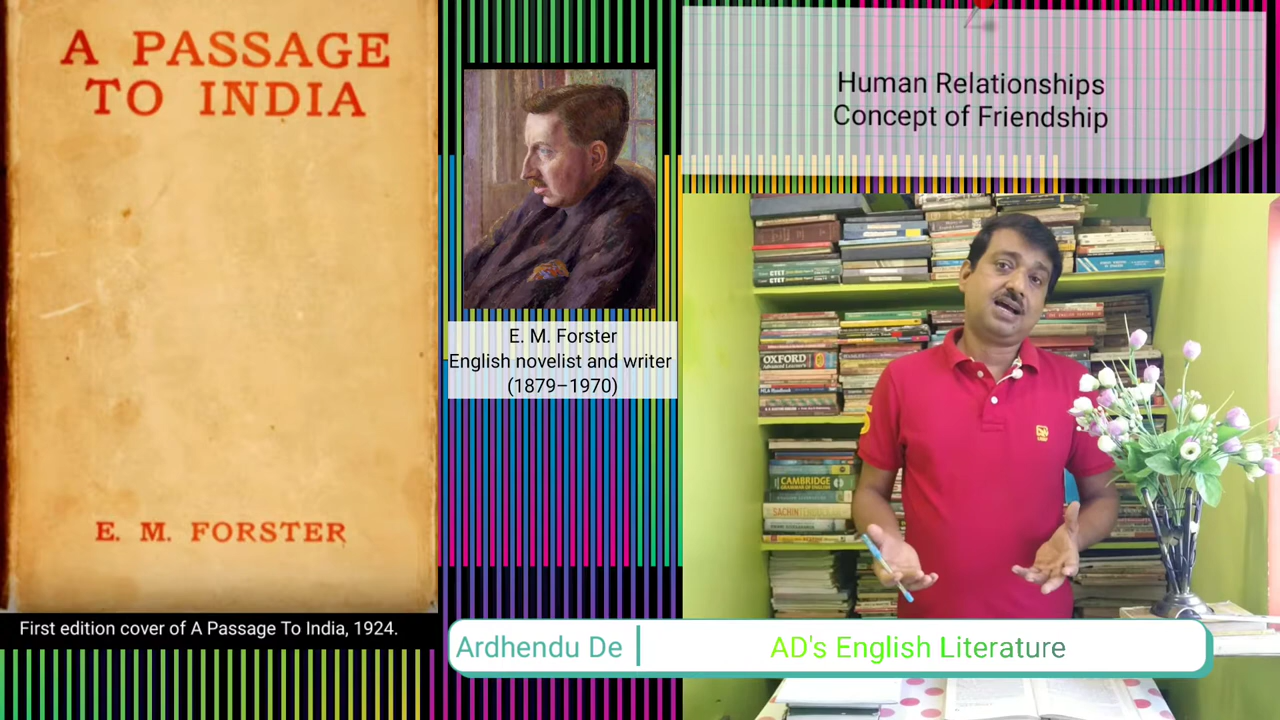 A PASSAGE
TO INDIA
E. M. FORSTER
First edition cover of A Passage To India, 1924.
E. M. Forster
English novelist and writer
(1879–1970)
Human Relationships
Concept of Friendship
OXFORD
CAMBRIDGE
Ardhendu De
AD's English Literature